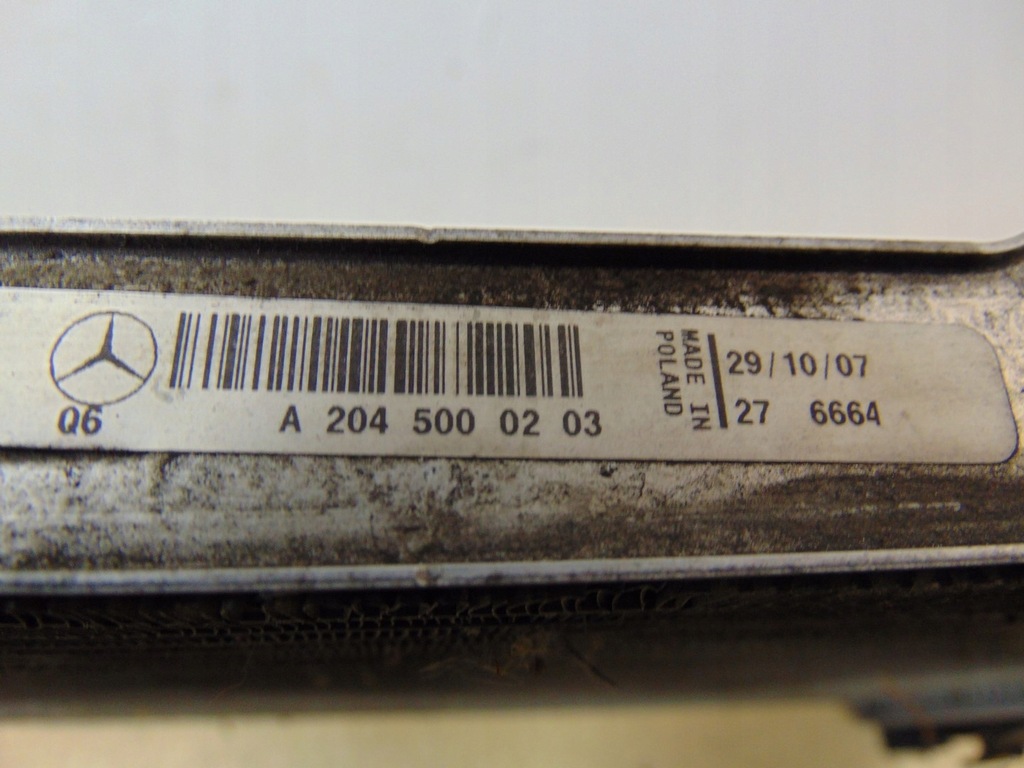 Q6
A 204 500 02 03
MADE IN
POLAND
29/10/07
27 6664